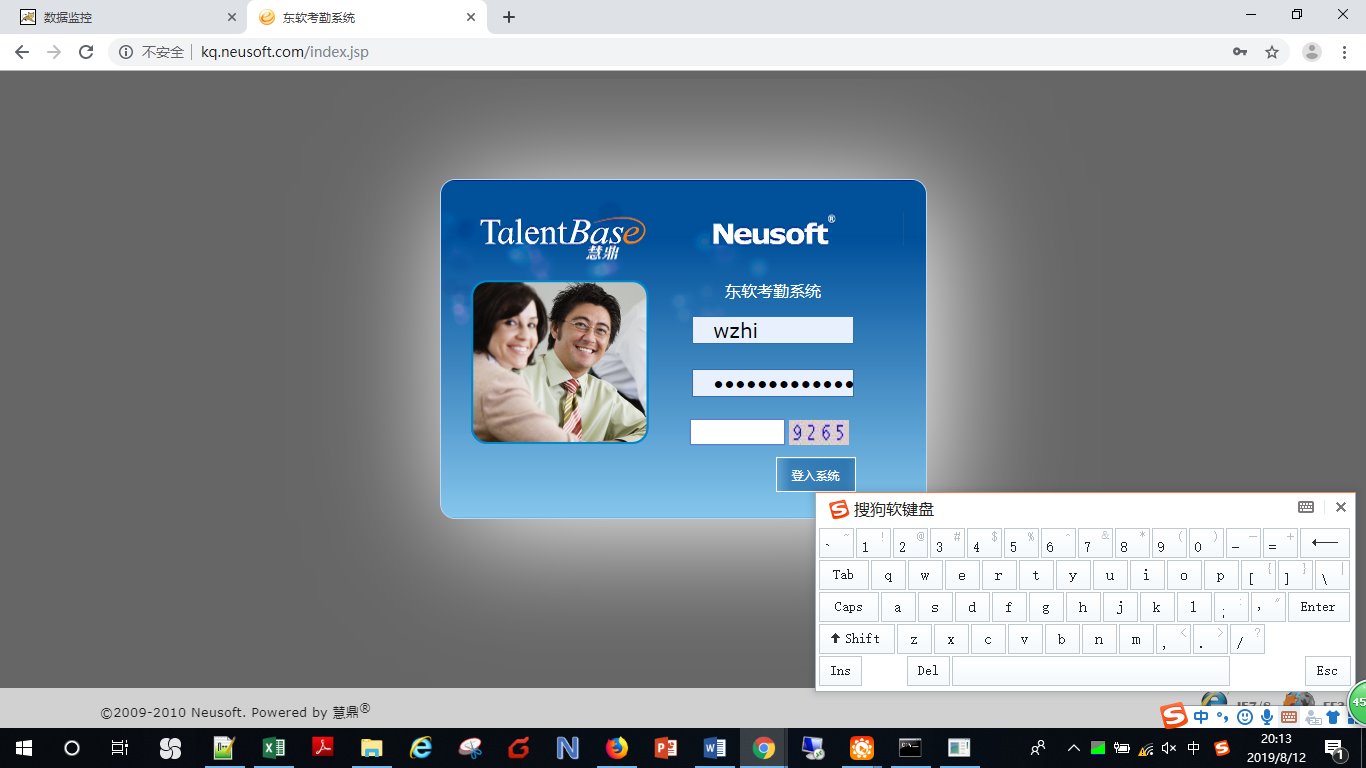 数据监控
东软考勤系统
不安全 kq.neusoft.com/index.jsp
TalentBase
慧鼎
Neusoft®
东软考勤系统
wzhi
9265
登入系统
搜狗软键盘
` ~ 1 ! 2 @ 3 # 4 $ 5 % 6 ^ 7 & 8 * 9 ( 0 ) - _ = + ←
Tab q w e r t y u i o p [ { ] } \ |
Caps a s d f g h j k l ; : ' " Enter
Shift z x c v b n m , < . > / ?
Ins Del Esc
©2009-2010 Neusoft. Powered by 慧鼎®
中
45
中
20:13
2019/8/12
1